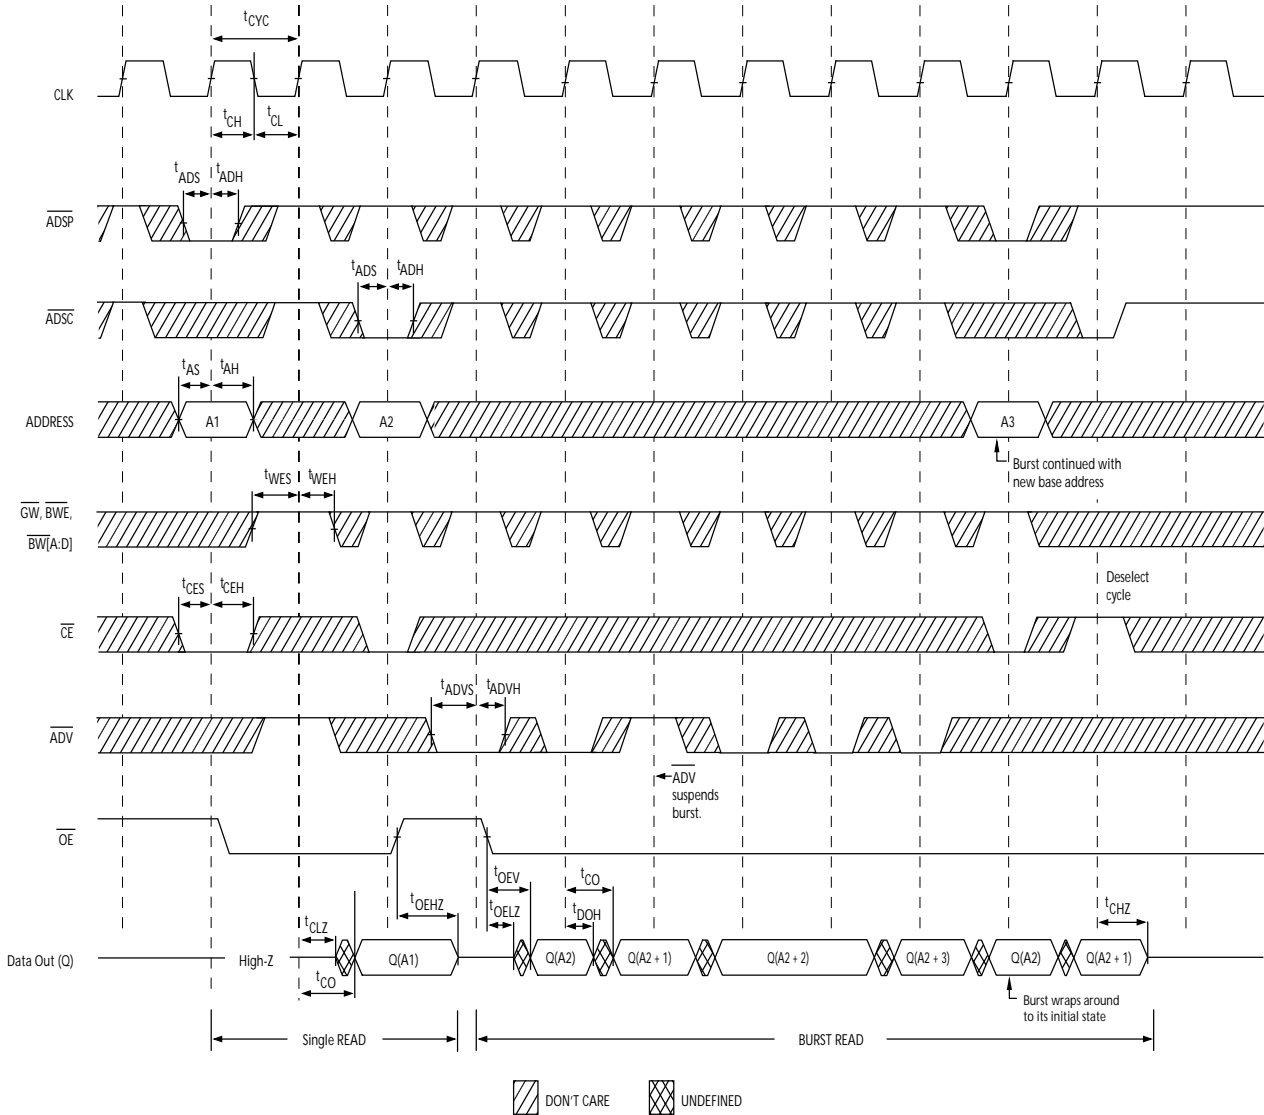 tCYC
CLK
tCH
tCL
tADS
tADH
ADSP
tADS
tADH
ADSC
tAS
tAH
ADDRESS
A1
A2
A3
Burst continued with
new base address
tWES
tWEH
GW, BWE,
BW[A:D]
tCES
tCEH
Deselect
cycle
CE
tADVS
tADVH
ADV
ADV
suspends
burst.
OE
tOEHZ
tOEV
tOELZ
tCO
tDOH
tCLZ
tCHZ
Data Out (Q)
High-Z
Q(A1)
Q(A2)
Q(A2 + 1)
Q(A2 + 2)
Q(A2 + 3)
Q(A2)
Q(A2 + 1)
tCO
Burst wraps around
to its initial state
Single READ
BURST READ
DON'T CARE
UNDEFINED